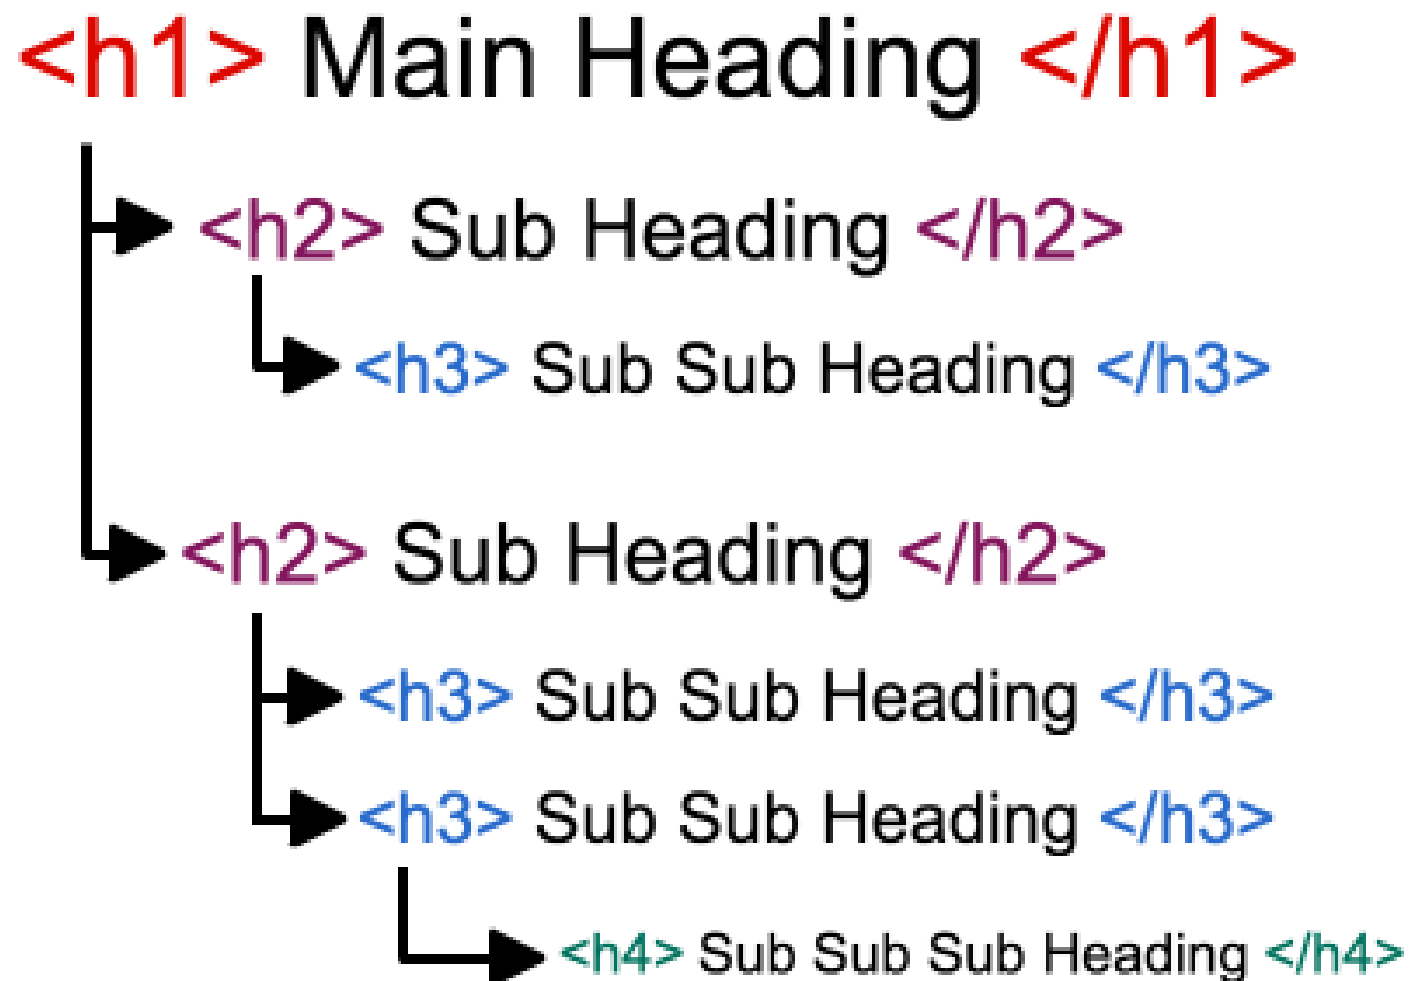 <h1> Main Heading </h1>
<h2> Sub Heading </h2>
<h3> Sub Sub Heading </h3>
<h2> Sub Heading </h2>
<h3> Sub Sub Heading </h3>
<h3> Sub Sub Heading </h3>
<h4> Sub Sub Sub Heading </h4>